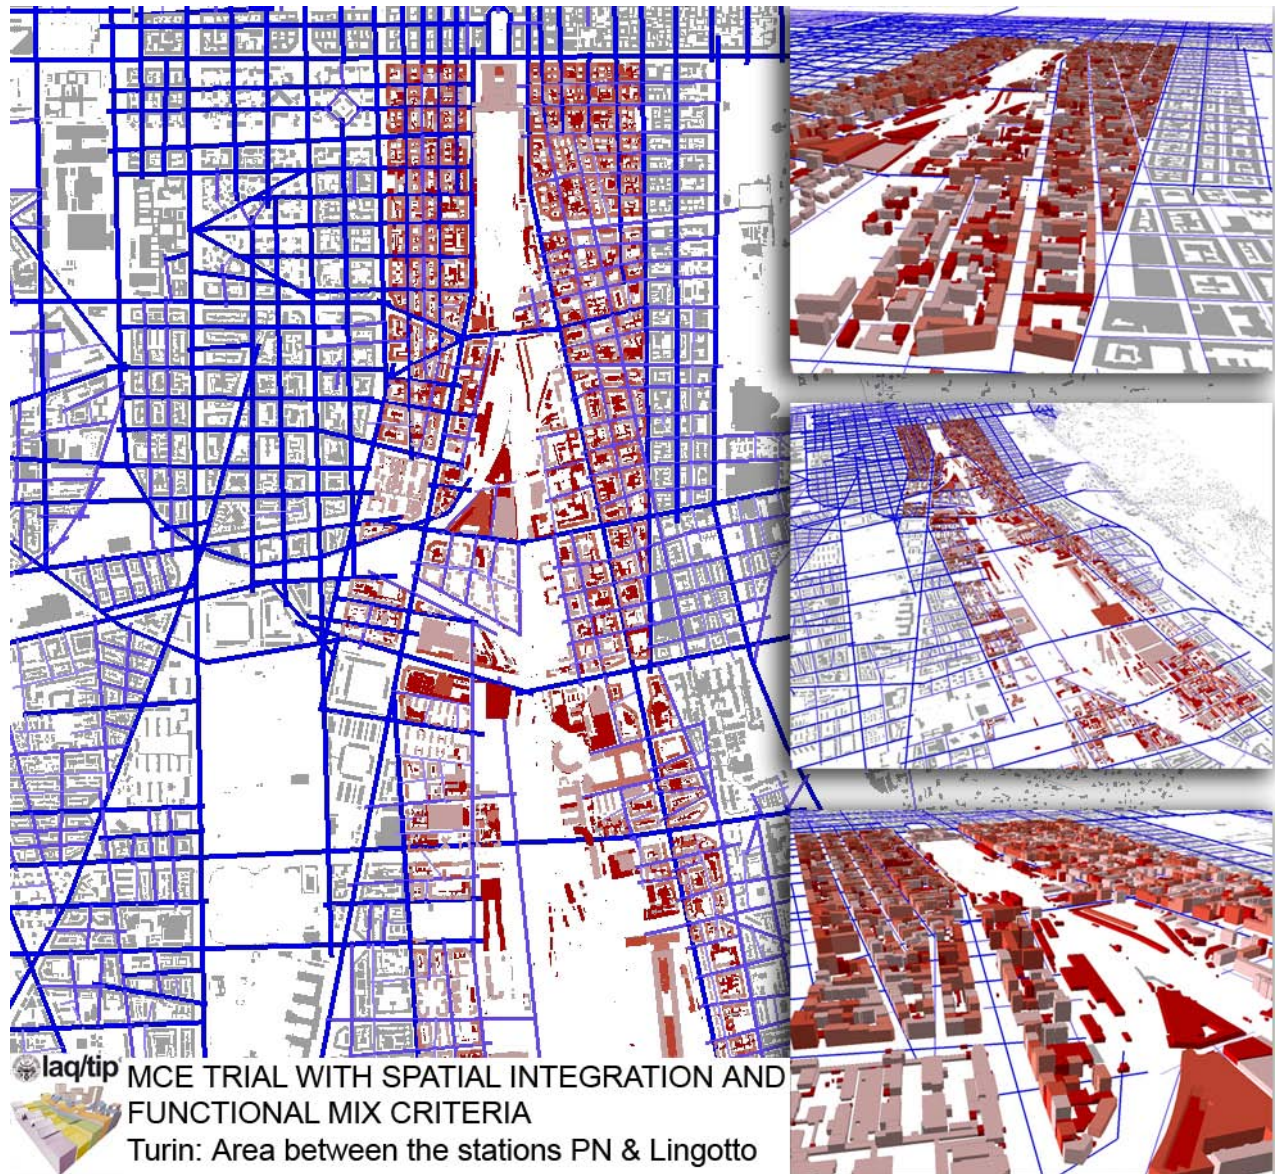 laq/tip
MCE TRIAL WITH SPATIAL INTEGRATION AND
FUNCTIONAL MIX CRITERIA
Turin: Area between the stations PN & Lingotto